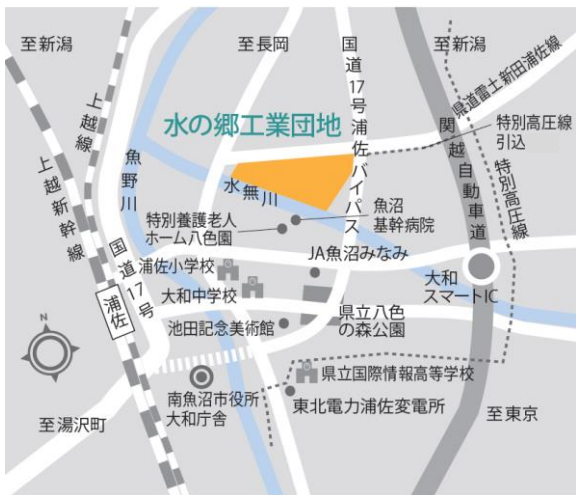 至新潟
至長岡
国道17号浦佐バイパス
至新潟
県道雷土新田浦佐線
上越線
上越新幹線
魚野川
水の郷工業団地
関越自動車道
特別高圧線
引込
特別高圧線
水無川
特別養護老人
ホーム八色園
魚沼
基幹病院
国道17号
浦佐小学校
JA魚沼みなみ
大和
スマートIC
浦佐
大和中学校
県立八色
の森公園
池田記念美術館
N
南魚沼市役所
大和庁舎
県立国際情報高等学校
東北電力浦佐変電所
至湯沢町
至東京